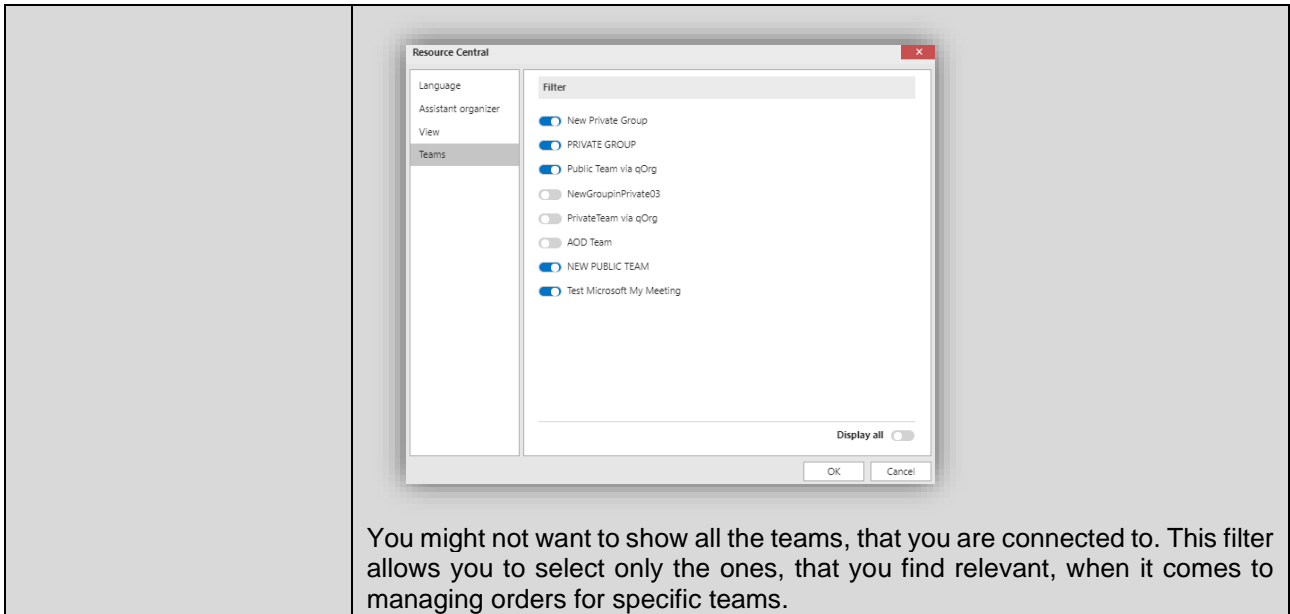 Resource Central
Language
Assistant organizer
View
Teams
Filter
New Private Group
PRIVATE GROUP
Public Team via qOrg
NewGroupinPrivate03
PrivateTeam via qOrg
AOD Team
NEW PUBLIC TEAM
Test Microsoft My Meeting
Display all
OK
Cancel
You might not want to show all the teams, that you are connected to. This filter
allows you to select only the ones, that you find relevant, when it comes to
managing orders for specific teams.